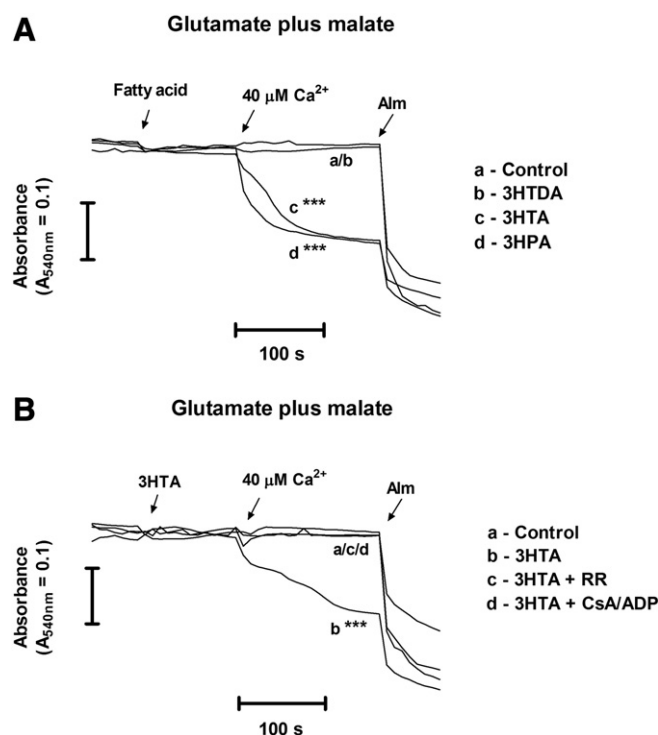 A
Glutamate plus malate
Fatty acid
40 µM Ca²⁺
Alm
a/b
c ***
d ***
Absorbance
(A₅₄₀ₙₘ = 0.1)
100 s
a - Control
b - 3HTDA
c - 3HTA
d - 3HPA
B
Glutamate plus malate
3HTA
40 µM Ca²⁺
Alm
a/c/d
b ***
Absorbance
(A₅₄₀ₙₘ = 0.1)
100 s
a - Control
b - 3HTA
c - 3HTA + RR
d - 3HTA + CsA/ADP